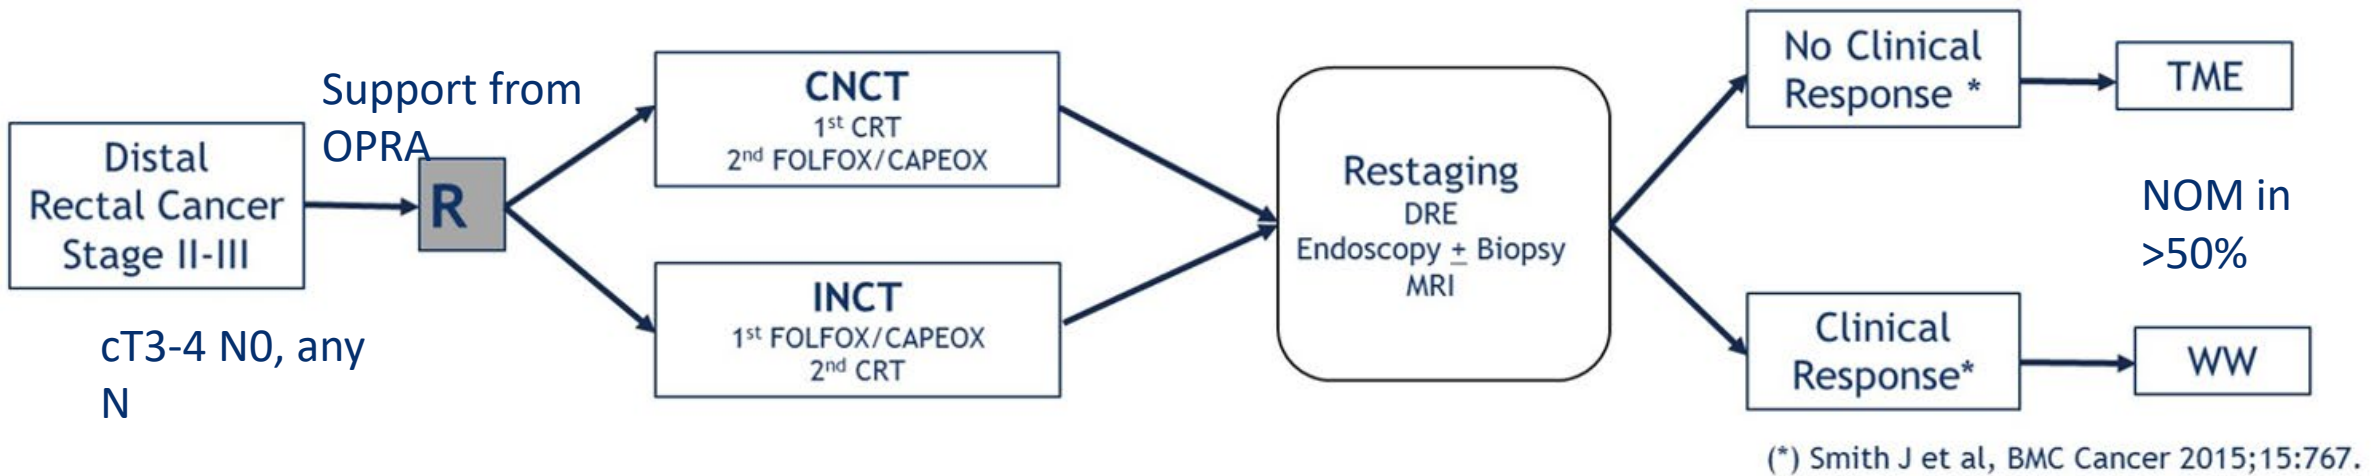 Distal
Rectal Cancer
Stage II-III
cT3-4 N0, any
N
Support from
OPRA
R
CNCT
1st CRT
2nd FOLFOX/CAPEOX
INCT
1st FOLFOX/CAPEOX
2nd CRT
Restaging
DRE
Endoscopy ± Biopsy
MRI
No Clinical
Response *
TME
NOM in
>50%
Clinical
Response*
WW
(*) Smith J et al, BMC Cancer 2015;15:767.